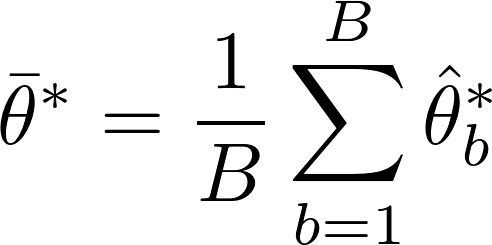 $\bar{\theta}^* = \frac{1}{B} \sum_{b=1}^{B} \hat{\theta}_b^*$